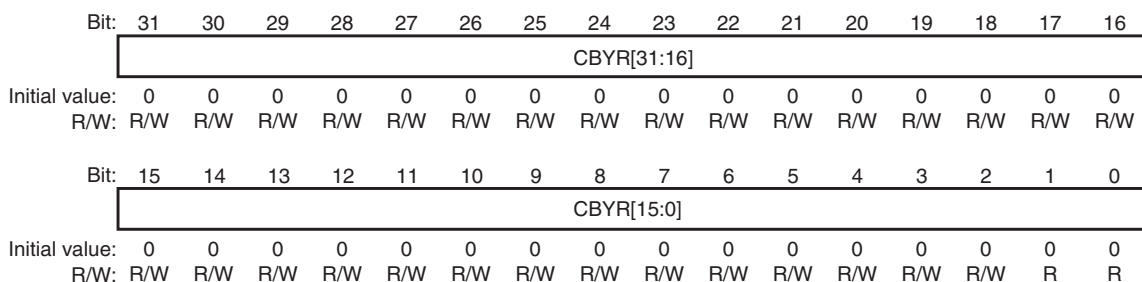 Bit: 31 30 29 28 27 26 25 24 23 22 21 20 19 18 17 16
CBYR[31:16]
Initial value: 0 0 0 0 0 0 0 0 0 0 0 0 0 0 0 0
R/W: R/W R/W R/W R/W R/W R/W R/W R/W R/W R/W R/W R/W R/W R/W R/W R/W
Bit: 15 14 13 12 11 10 9 8 7 6 5 4 3 2 1 0
CBYR[15:0]
Initial value: 0 0 0 0 0 0 0 0 0 0 0 0 0 0 0 0
R/W: R/W R/W R/W R/W R/W R/W R/W R/W R/W R/W R/W R/W R/W R/W R R